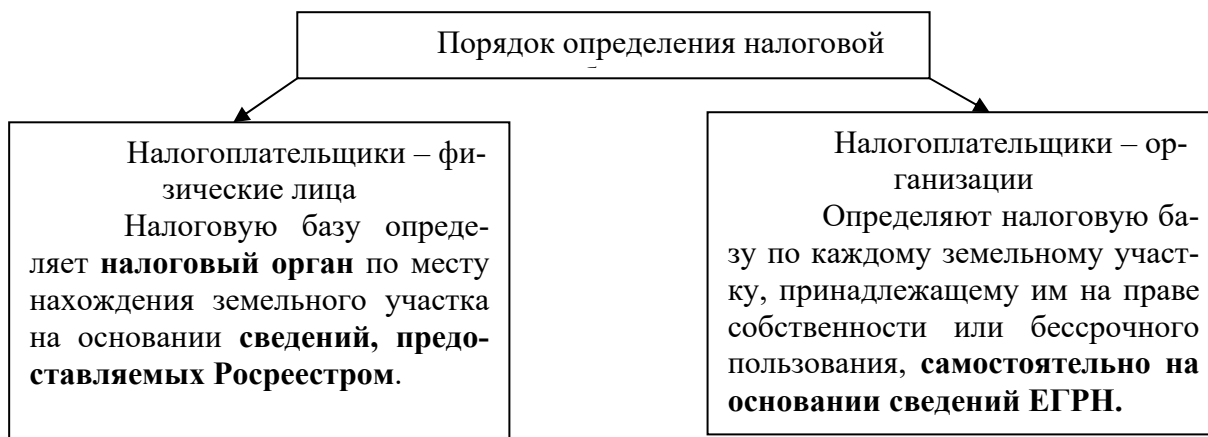 Порядок определения налоговой
Налогоплательщики – фи-
зические лица
Налоговую базу опреде-
ляет налоговый орган по месту
нахождения земельного участка
на основании сведений, предо-
ставляемых Росреестром.
Налогоплательщики – ор-
ганизации
Определяют налоговую ба-
зу по каждому земельному участ-
ку, принадлежащему им на праве
собственности или бессрочного
пользования, самостоятельно на
основании сведений ЕГРН.